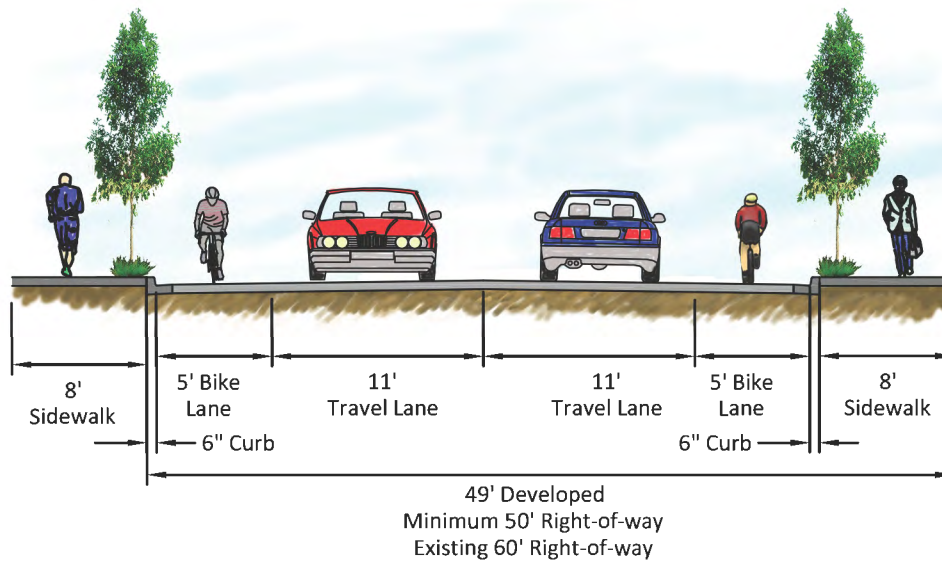 8'
Sidewalk
5' Bike
Lane
11'
Travel Lane
11'
Travel Lane
5' Bike
Lane
8'
Sidewalk
6" Curb
6" Curb
49' Developed
Minimum 50' Right-of-way
Existing 60' Right-of-way